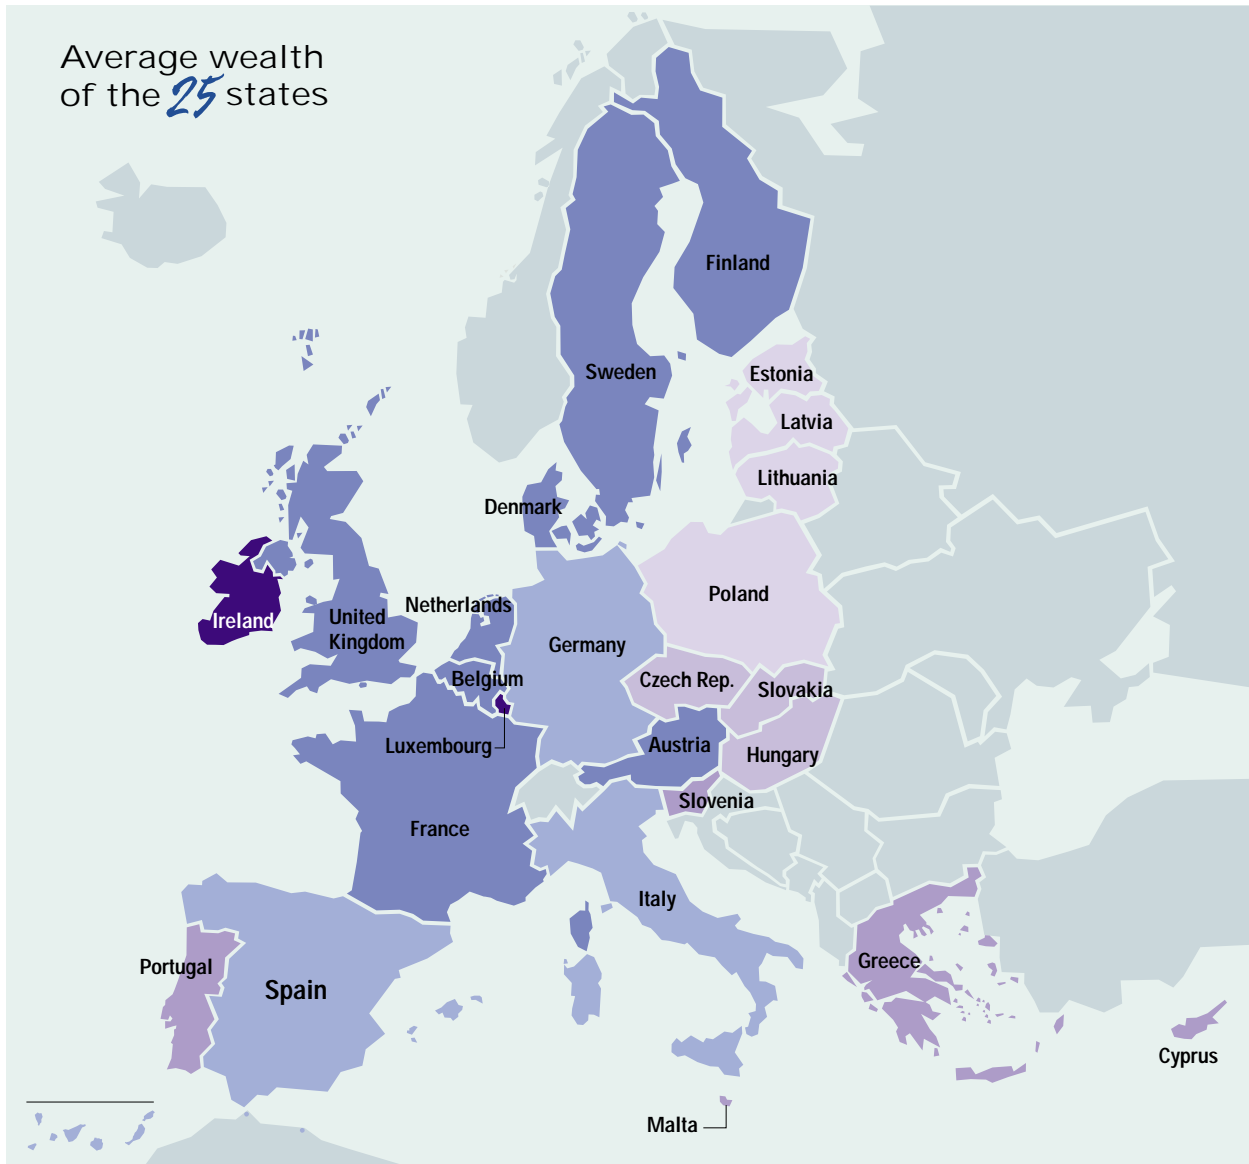 Average wealth
of the 25 states
Finland
Sweden
Estonia
Latvia
Lithuania
Denmark
Poland
Netherlands
Ireland
United
Kingdom
Germany
Belgium
Czech Rep.
Slovakia
Luxembourg
Austria
Hungary
Slovenia
France
Italy
Portugal
Spain
Greece
Cyprus
Malta